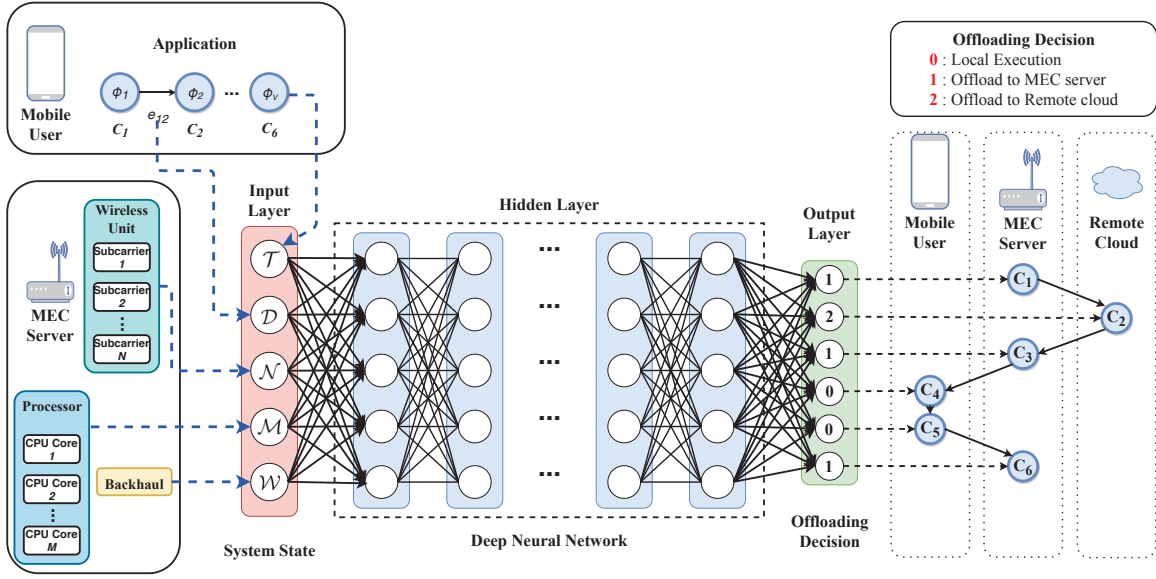 Application
Mobile
User
ϕ1
ϕ2
...
ϕv
e12
C1
C2
C6
Offloading Decision
0 : Local Execution
1 : Offload to MEC server
2 : Offload to Remote cloud
Wireless
Unit
Subcarrier
1
Subcarrier
2
Subcarrier
N
MEC
Server
Processor
CPU Core
1
CPU Core
2
CPU Core
M
Backhaul
Input
Layer
T
D
N
M
W
System State
Hidden Layer
...
...
...
...
...
Deep Neural Network
Output
Layer
1
2
1
0
0
1
Offloading
Decision
Mobile
User
MEC
Server
Remote
Cloud
C1
C2
C3
C4
C5
C6